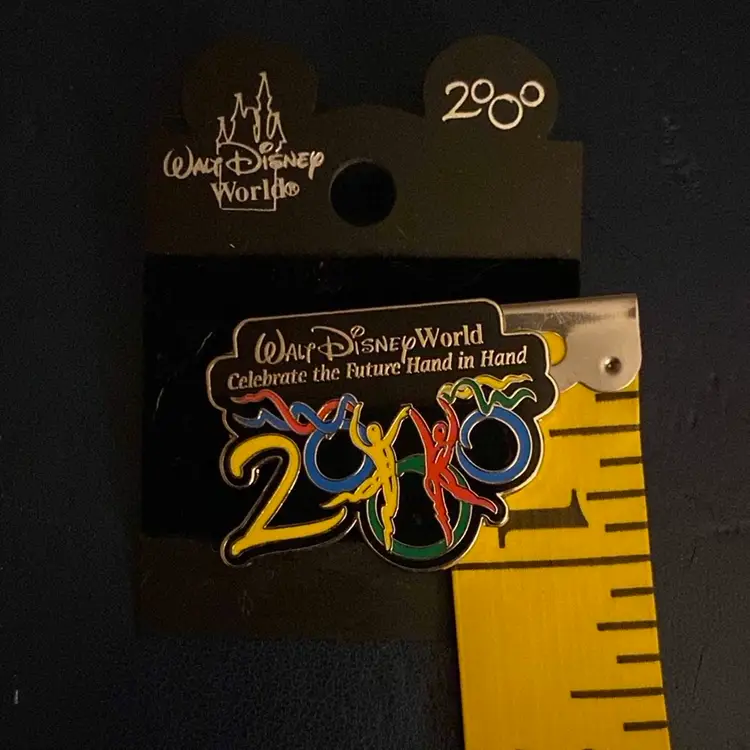 2000
Walt Disney
World®
Walt Disney World
Celebrate the Future Hand in Hand
2000
1